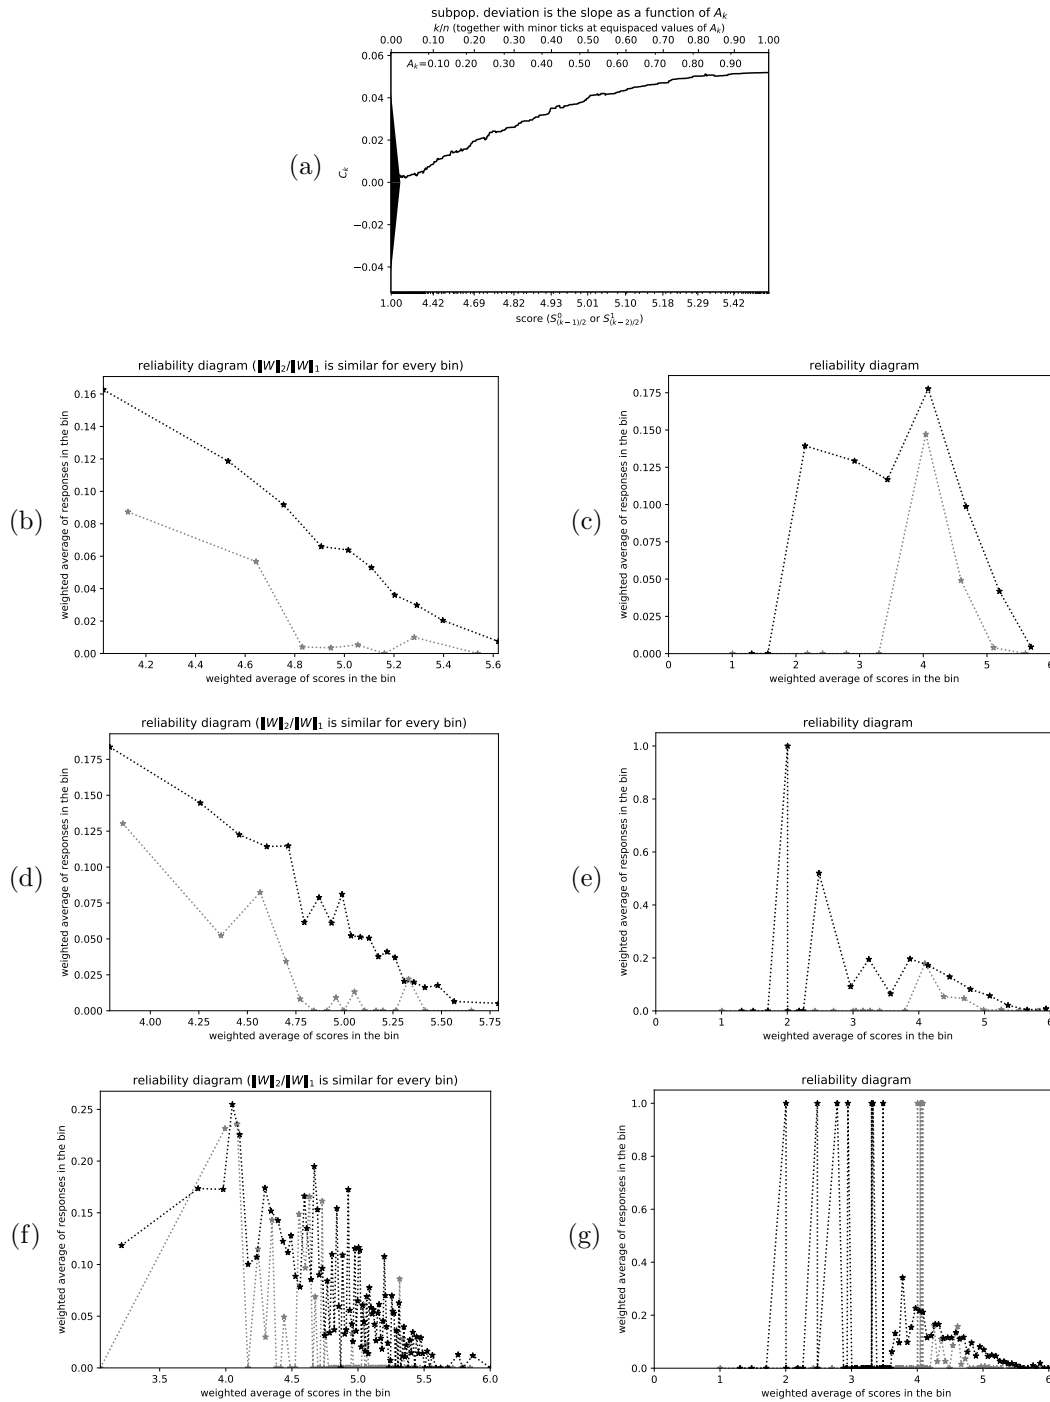 subpop. deviation is the slope as a function of A_k
k/n (together with minor ticks at equispaced values of A_k)
0.00 0.10 0.20 0.30 0.40 0.50 0.60 0.70 0.80 0.90 1.00
A_k=0.10 0.20 0.30 0.40 0.50 0.60 0.70 0.80 0.90
0.06
0.04
0.02
0.00
−0.02
−0.04
C_k
(a)
1.00 4.42 4.69 4.82 4.93 5.01 5.10 5.18 5.29 5.42
score (S^0_{(k−1)/2} or S^1_{(k−2)/2})
reliability diagram (‖W‖₂/‖W‖₁ is similar for every bin)
0.16
0.14
0.12
0.10
0.08
0.06
0.04
0.02
0.00
weighted average of responses in the bin
(b)
4.2 4.4 4.6 4.8 5.0 5.2 5.4 5.6
weighted average of scores in the bin
reliability diagram
0.175
0.150
0.125
0.100
0.075
0.050
0.025
0.000
weighted average of responses in the bin
(c)
0 1 2 3 4 5 6
weighted average of scores in the bin
reliability diagram (‖W‖₂/‖W‖₁ is similar for every bin)
0.175
0.150
0.125
0.100
0.075
0.050
0.025
0.000
weighted average of responses in the bin
(d)
4.00 4.25 4.50 4.75 5.00 5.25 5.50 5.75
weighted average of scores in the bin
reliability diagram
1.0
0.8
0.6
0.4
0.2
0.0
weighted average of responses in the bin
(e)
0 1 2 3 4 5 6
weighted average of scores in the bin
reliability diagram (‖W‖₂/‖W‖₁ is similar for every bin)
0.25
0.20
0.15
0.10
0.05
0.00
weighted average of responses in the bin
(f)
3.5 4.0 4.5 5.0 5.5 6.0
weighted average of scores in the bin
reliability diagram
1.0
0.8
0.6
0.4
0.2
0.0
weighted average of responses in the bin
(g)
0 1 2 3 4 5 6
weighted average of scores in the bin